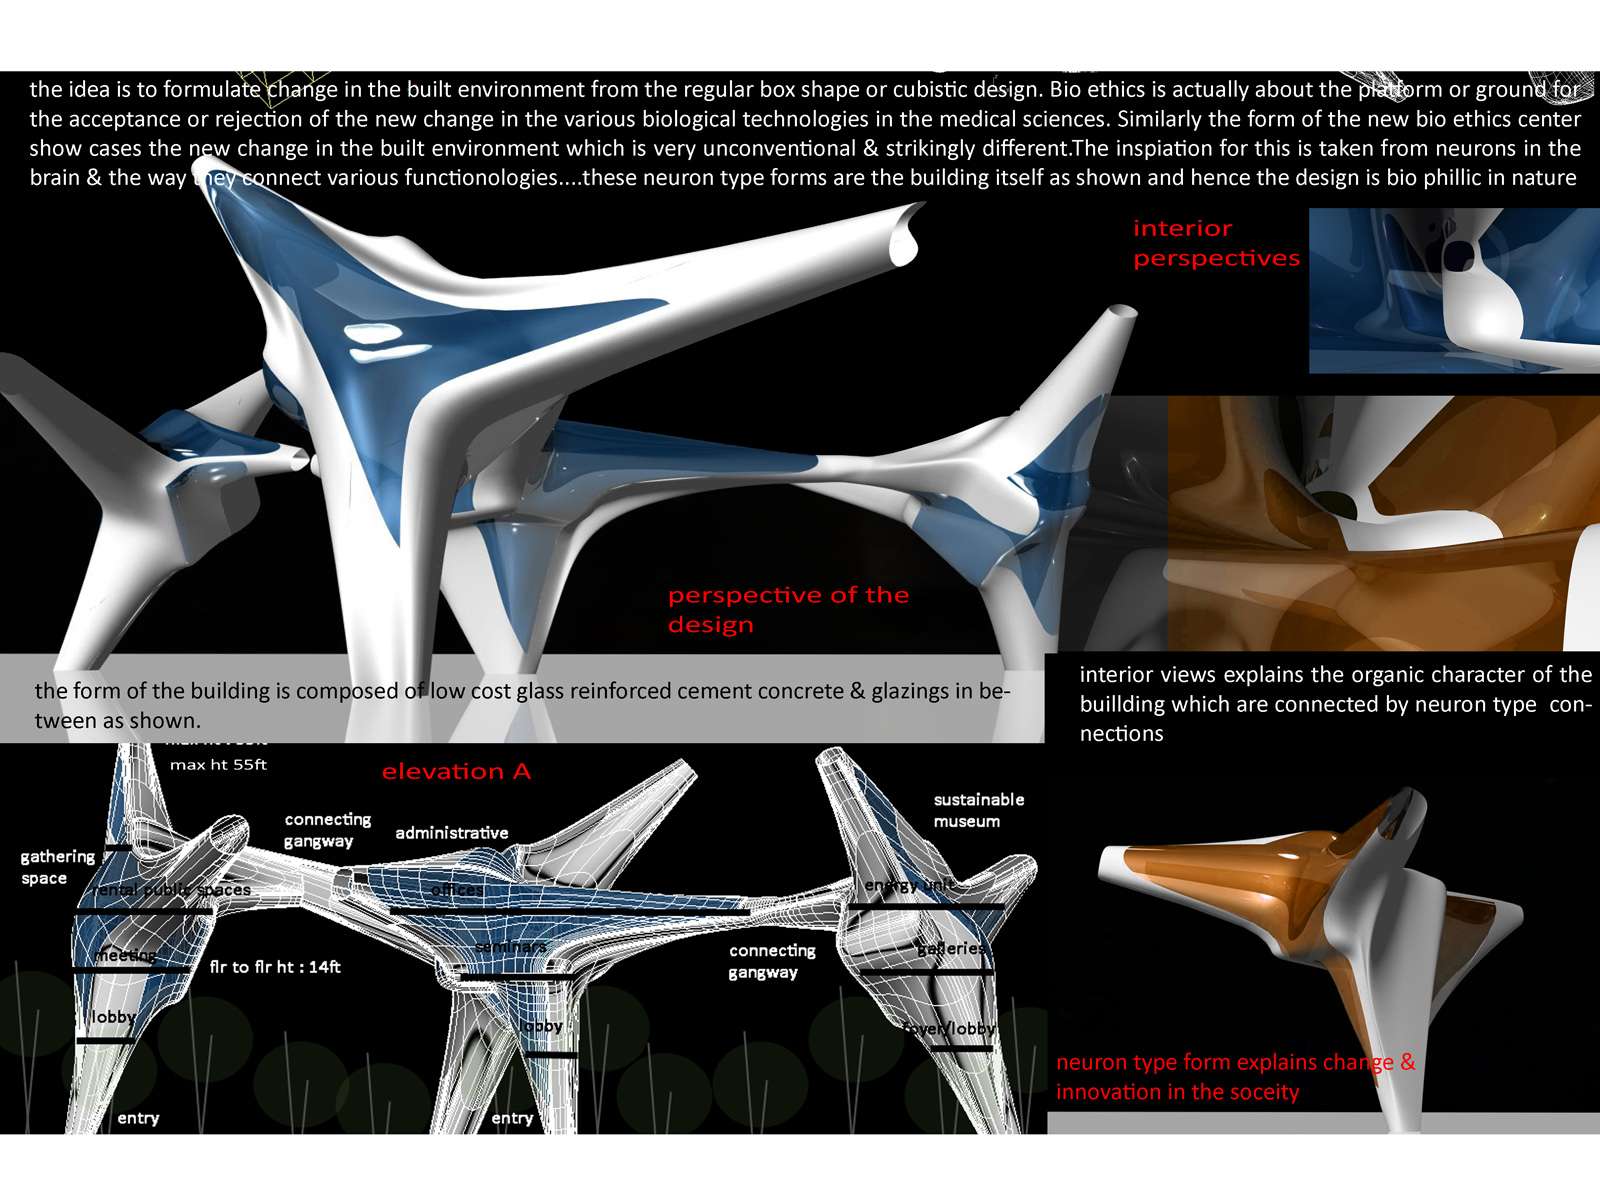 the idea is to formulate change in the built environment from the regular box shape or cubistic design. Bio ethics is actually about the platform or ground for
the acceptance or rejection of the new change in the various biological technologies in the medical sciences. Similarly the form of the new bio ethics center
show cases the new change in the built environment which is very unconventional & strikingly different.The inspiation for this is taken from neurons in the
brain & the way they connect various functionologies....these neuron type forms are the building itself as shown and hence the design is bio phillic in nature
interior
perspectives
perspective of the
design
the form of the building is composed of low cost glass reinforced cement concrete & glazings in be-
tween as shown.
interior views explains the organic character of the
buillding which are connected by neuron type con-
nections
max ht 55ft
elevation A
sustainable
museum
connecting
gangway
administrative
gathering
space
rental public spaces
offices
energy unit
meeting
seminars
galleries
connecting
gangway
flr to flr ht : 14ft
lobby
lobby
foyer/lobby
entry
entry
neuron type form explains change &
innovation in the soceity